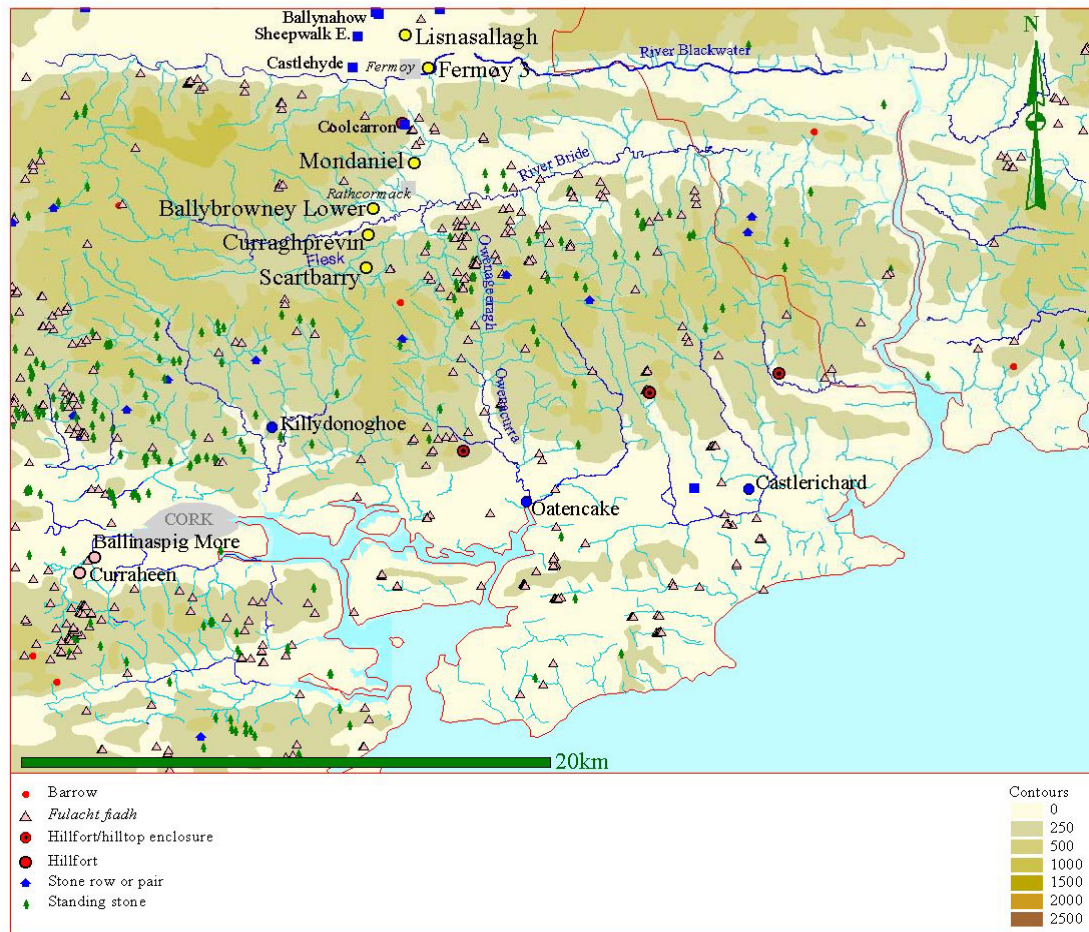 Ballynahow
Sheepwalk E.
Lisnasallagh
N
River Blackwater
Castlehyde
Fermoy
Fermoy 3
Coolcarron
Mondaniel
River Bride
Rathcormack
Ballybrowney Lower
Curraghprevin
Flesk
Scartbarry
Owenageeragh
Owenacurra
Killydonoghoe
Castlerichard
Oatencake
CORK
Ballinaspig More
Curraheen
20km
Barrow
Fulacht fiadh
Hillfort/hilltop enclosure
Hillfort
Stone row or pair
Standing stone
Contours
0
250
500
1000
1500
2000
2500